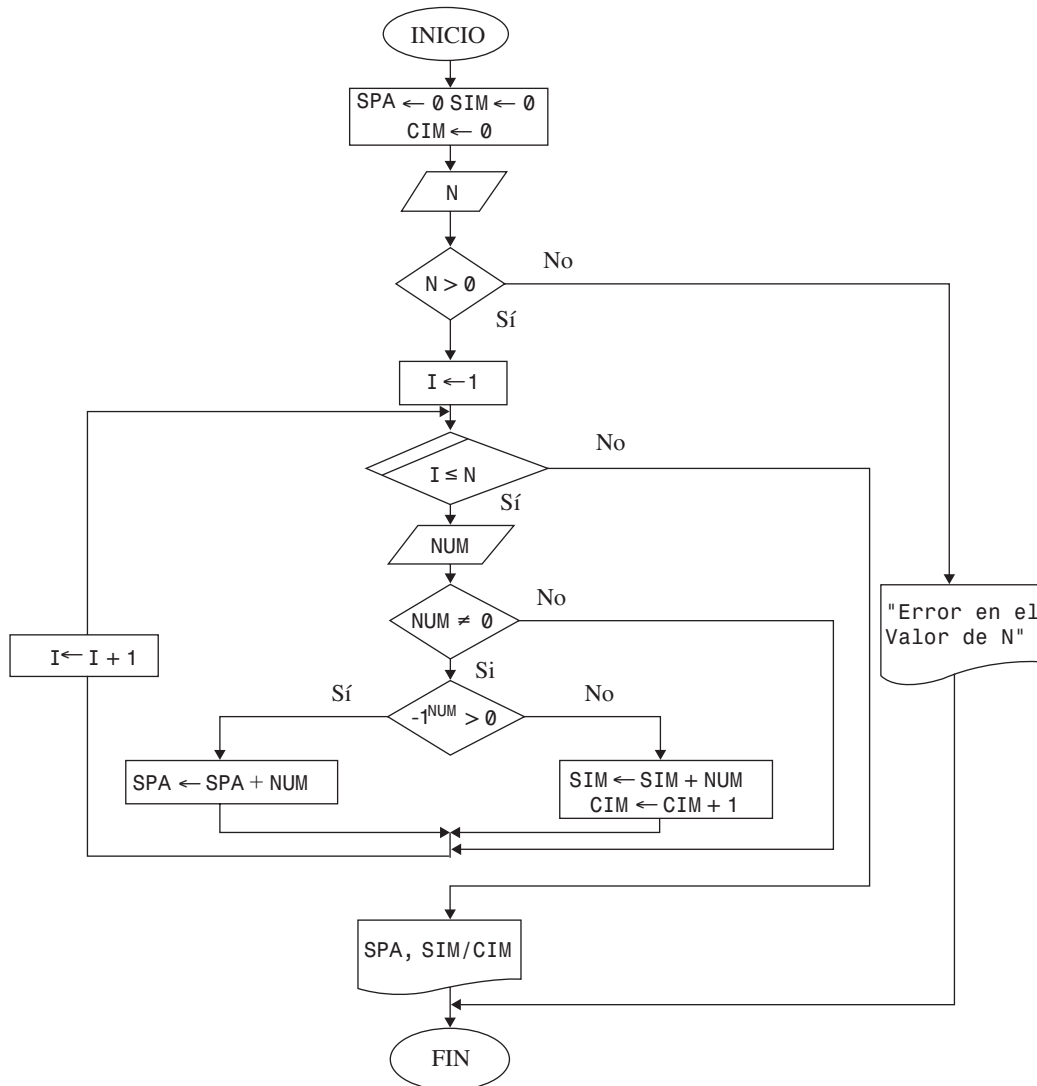 INICIO
SPA ← 0 SIM ← 0
CIM ← 0
N
N > 0
No
Sí
I ← 1
I ≤ N
No
Sí
NUM
NUM ≠ 0
No
Si
"Error en el
Valor de N"
I ← I + 1
-1^NUM > 0
Sí
No
SPA ← SPA + NUM
SIM ← SIM + NUM
CIM ← CIM + 1
SPA, SIM/CIM
FIN